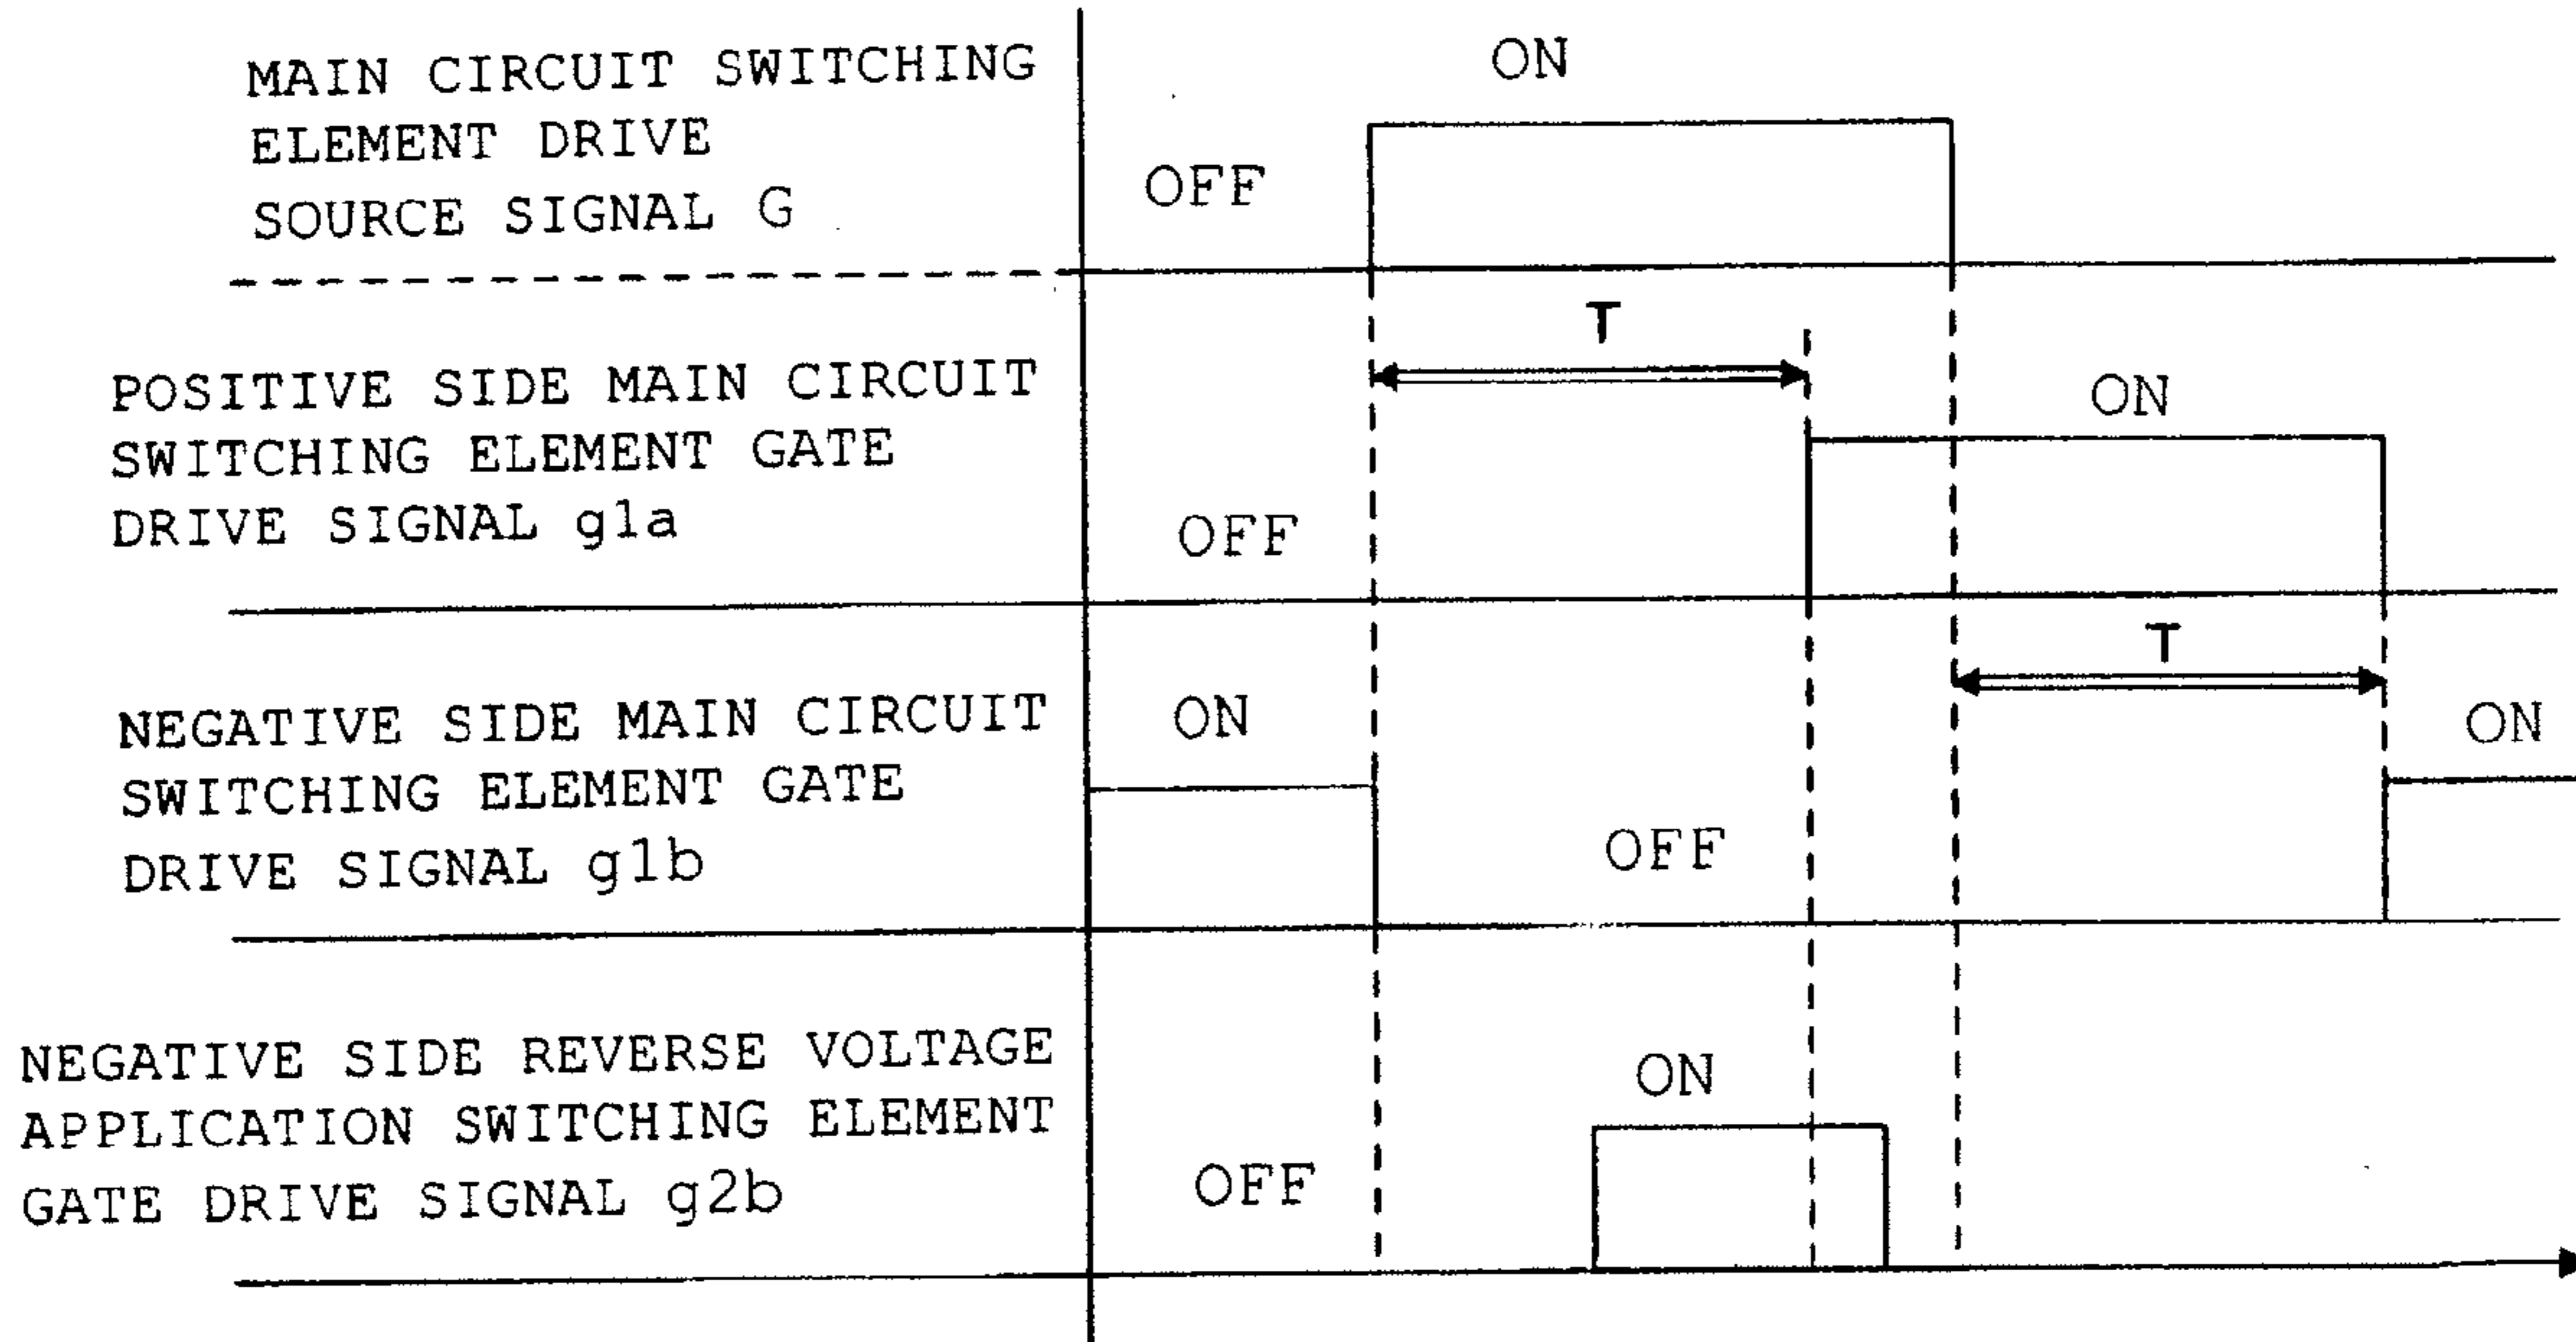 MAIN CIRCUIT SWITCHING
ELEMENT DRIVE
SOURCE SIGNAL G
OFF
ON
POSITIVE SIDE MAIN CIRCUIT
SWITCHING ELEMENT GATE
DRIVE SIGNAL g1a
OFF
T
ON
NEGATIVE SIDE MAIN CIRCUIT
SWITCHING ELEMENT GATE
DRIVE SIGNAL g1b
ON
OFF
T
ON
NEGATIVE SIDE REVERSE VOLTAGE
APPLICATION SWITCHING ELEMENT
GATE DRIVE SIGNAL g2b
OFF
ON